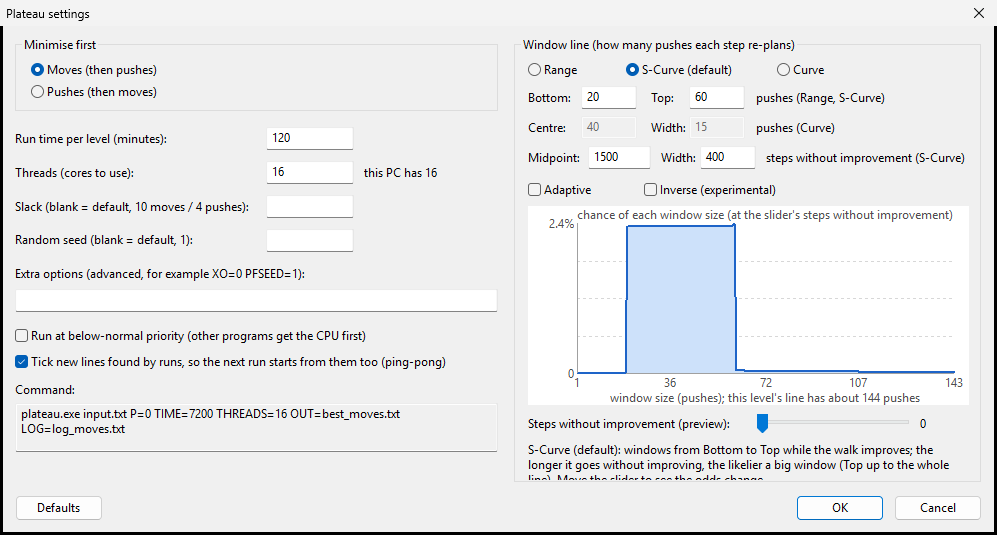 Plateau settings
Minimise first
Moves (then pushes)
Pushes (then moves)
Run time per level (minutes): 120
Threads (cores to use): 16 this PC has 16
Slack (blank = default, 10 moves / 4 pushes):
Random seed (blank = default, 1):
Extra options (advanced, for example XO=0 PFSEED=1):
Run at below-normal priority (other programs get the CPU first)
Tick new lines found by runs, so the next run starts from them too (ping-pong)
Command:
plateau.exe input.txt P=0 TIME=7200 THREADS=16 OUT=best_moves.txt
LOG=log_moves.txt
Defaults
Window line (how many pushes each step re-plans)
Range S-Curve (default) Curve
Bottom: 20 Top: 60 pushes (Range, S-Curve)
Centre: 40 Width: 15 pushes (Curve)
Midpoint: 1500 Width: 400 steps without improvement (S-Curve)
Adaptive Inverse (experimental)
chance of each window size (at the slider's steps without improvement)
2.4%
0
1 36 72 107 143
window size (pushes); this level's line has about 144 pushes
Steps without improvement (preview): 0
S-Curve (default): windows from Bottom to Top while the walk improves; the
longer it goes without improving, the likelier a big window (Top up to the whole
line). Move the slider to see the odds change.
OK Cancel